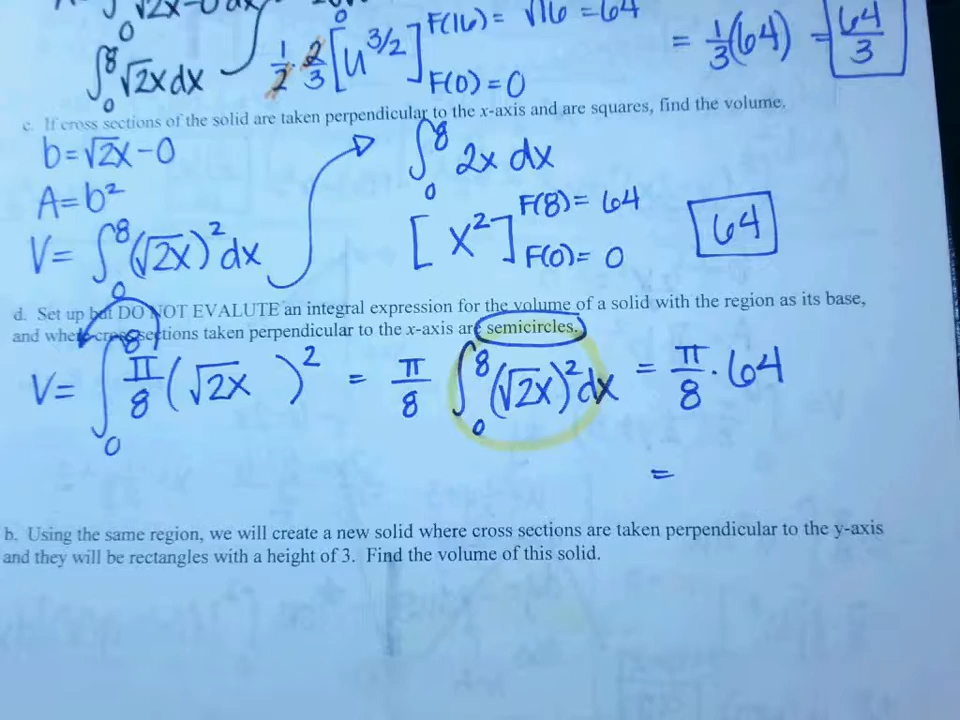 √2x-0 dx
∫₀⁸ √2x dx
1/2 · 2/3 [u^3/2] F(16) = √16 = 64
F(0) = 0
= 1/3(64) = 64/3
c. If cross sections of the solid are taken perpendicular to the x-axis and are squares, find the volume.
b = √2x - 0
A = b²
V = ∫₀⁸ (√2x)² dx
∫₀⁸ 2x dx
[x²] F(8) = 64
F(0) = 0
64
d. Set up but DO NOT EVALUTE an integral expression for the volume of a solid with the region as its base,
and where cross sections taken perpendicular to the x-axis are semicircles.
V = ∫₀⁸ π/8 (√2x )² = π/8 ∫₀⁸ (√2x)² dx = π/8 · 64
=
b. Using the same region, we will create a new solid where cross sections are taken perpendicular to the y-axis
and they will be rectangles with a height of 3. Find the volume of this solid.